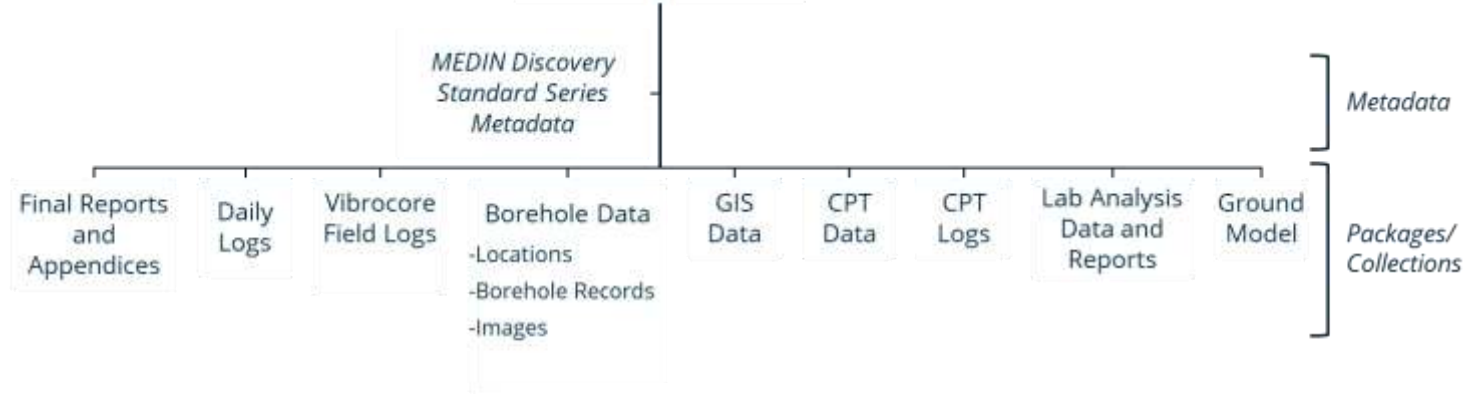 MEDIN Discovery
Standard Series
Metadata
Metadata
Final Reports
and
Appendices
Daily
Logs
Vibrocore
Field Logs
Borehole Data
-Locations
-Borehole Records
-Images
GIS
Data
CPT
Data
CPT
Logs
Lab Analysis
Data and
Reports
Ground
Model
Packages/
Collections